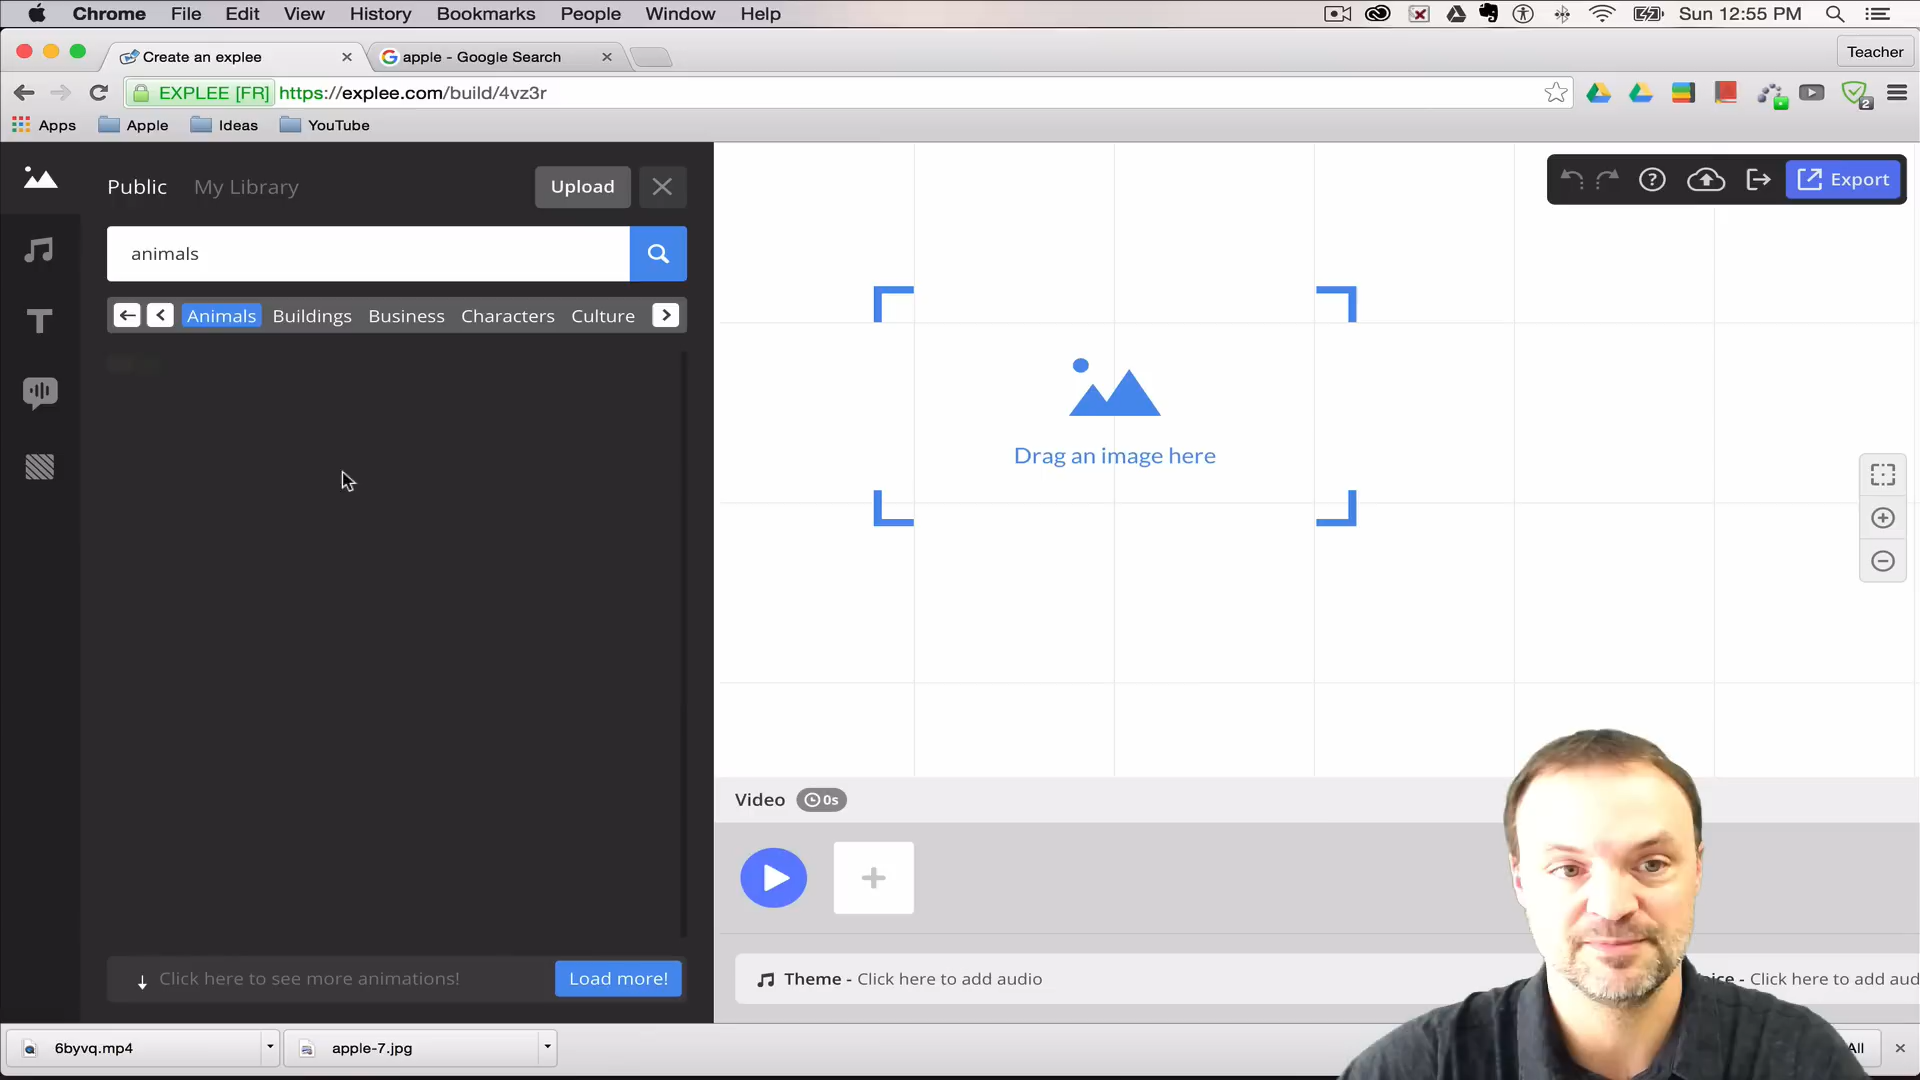 Chrome File Edit View History Bookmarks People Window Help Sun 12:55 PM
Create an explee apple - Google Search Teacher
EXPLEE [FR] https://explee.com/build/4vz3r 2
Apps Apple Ideas YouTube
Public My Library Upload Export
animals
Animals Buildings Business Characters Culture
Drag an image here
Video 0s
Click here to see more animations! Load more! Theme - Click here to add audio - Click here to add aud
6byvq.mp4 apple-7.jpg All